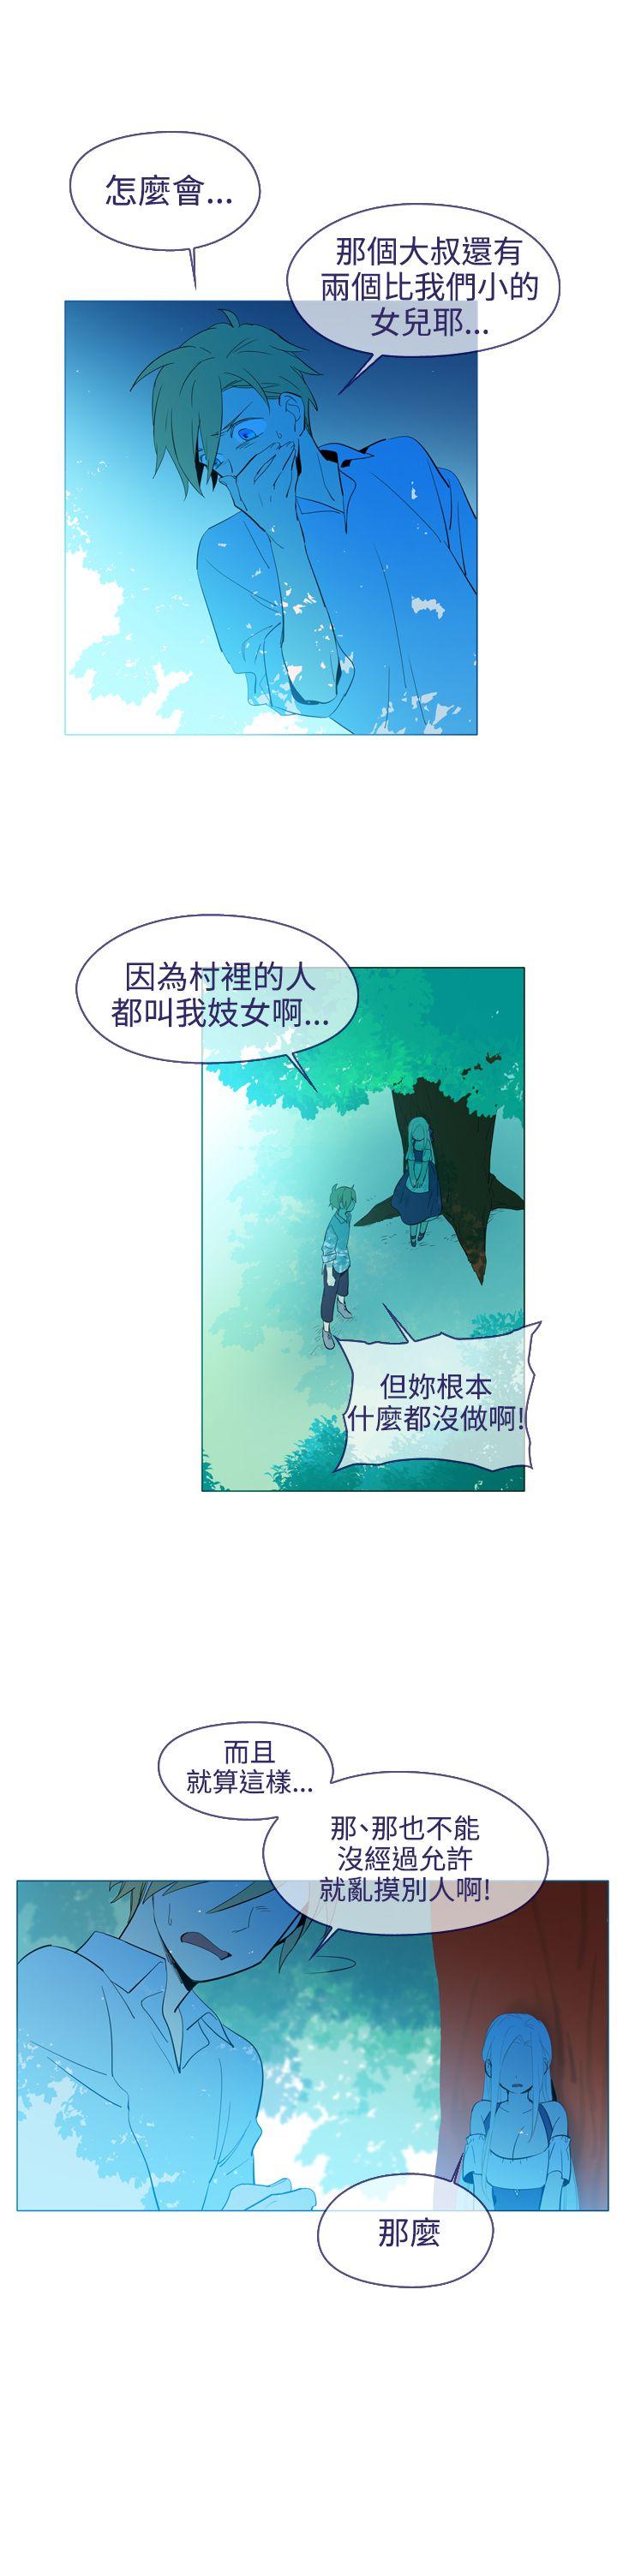 怎麼會...
那個大叔還有
兩個比我們小的
女兒耶...
因為村裡的人
都叫我妓女啊...
但妳根本
什麼都沒做啊!
而且
就算這樣...
那、那也不能
沒經過允許
就亂摸別人啊!
那麼